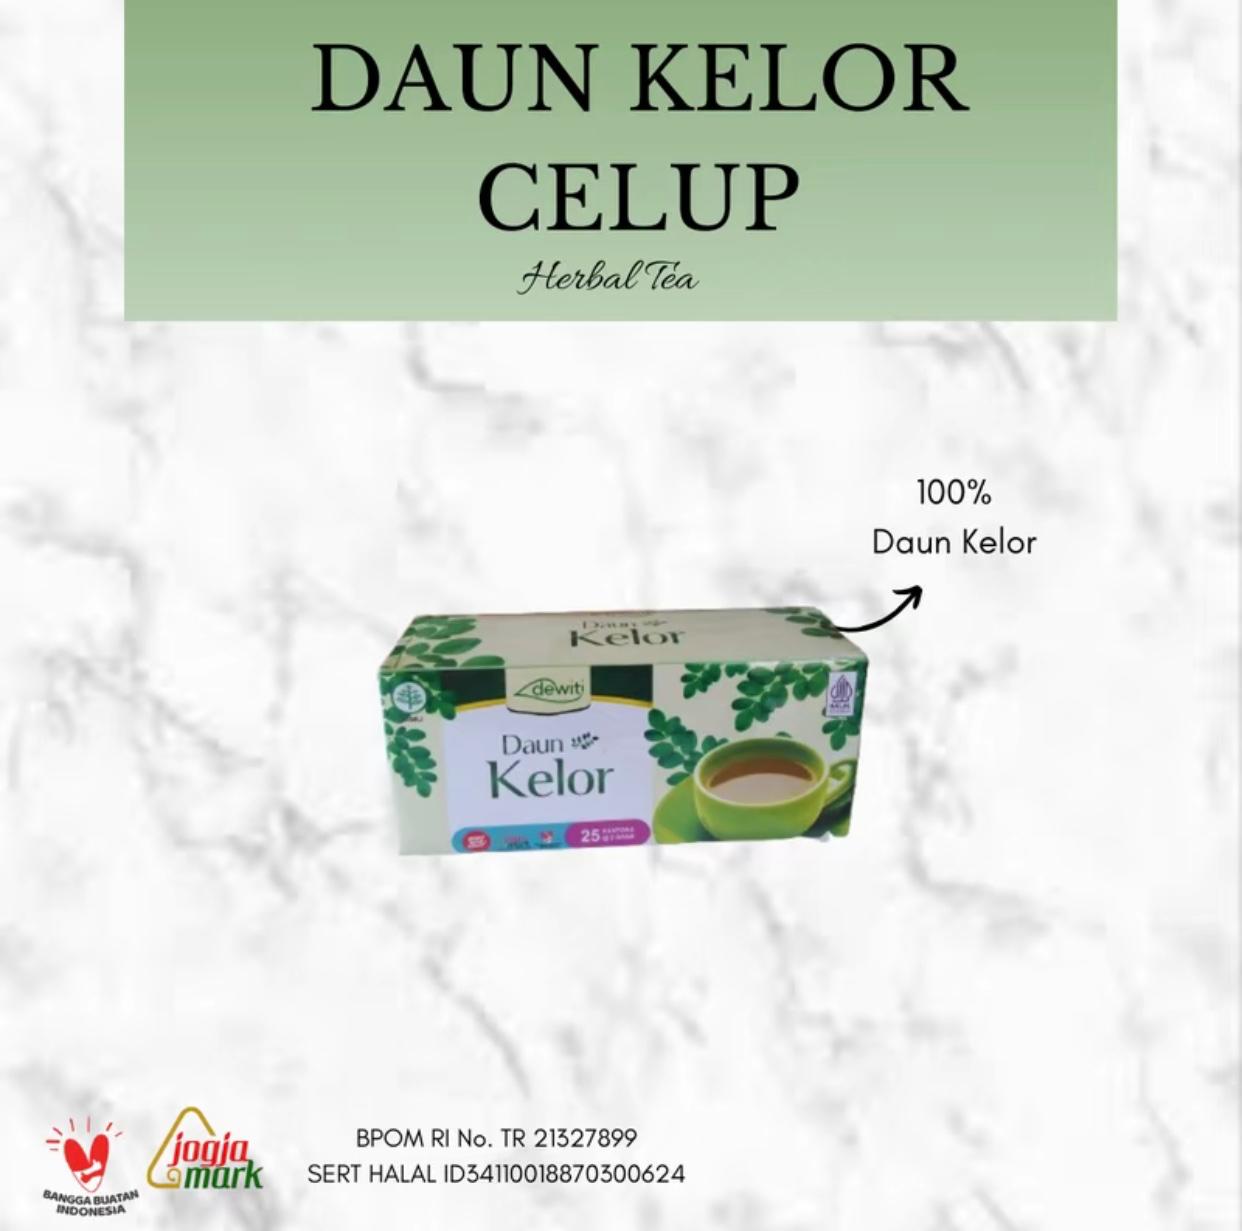 DAUN KELOR
CELUP
Herbal Tea
100%
Daun Kelor
Daun
Kelor
dewiti
Daun
Kelor
25
BPOM RI No. TR 21327899
SERT HALAL ID34110018870300624
jogja
mark
BANGGA BUATAN
INDONESIA